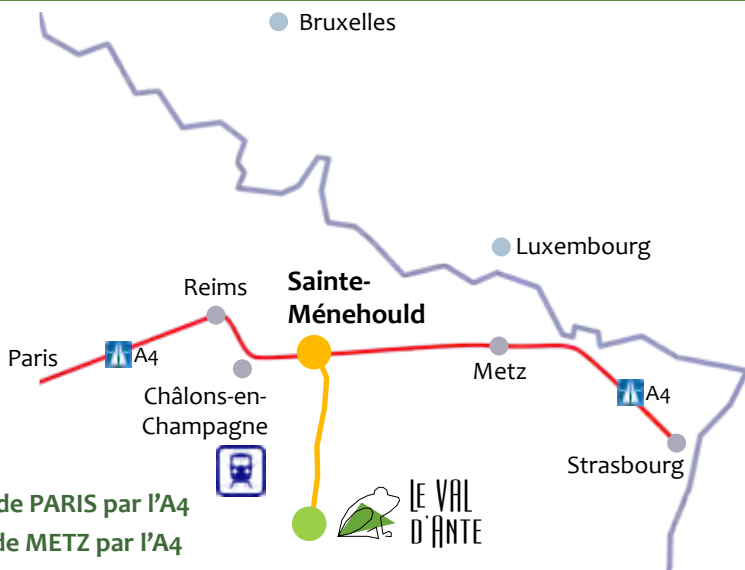 Bruxelles
Luxembourg
Sainte-
Ménehould
Reims
Paris
A4
Châlons-en-
Champagne
Metz
A4
Strasbourg
de PARIS par l'A4
de METZ par l'A4
LE VAL
D'ANTE